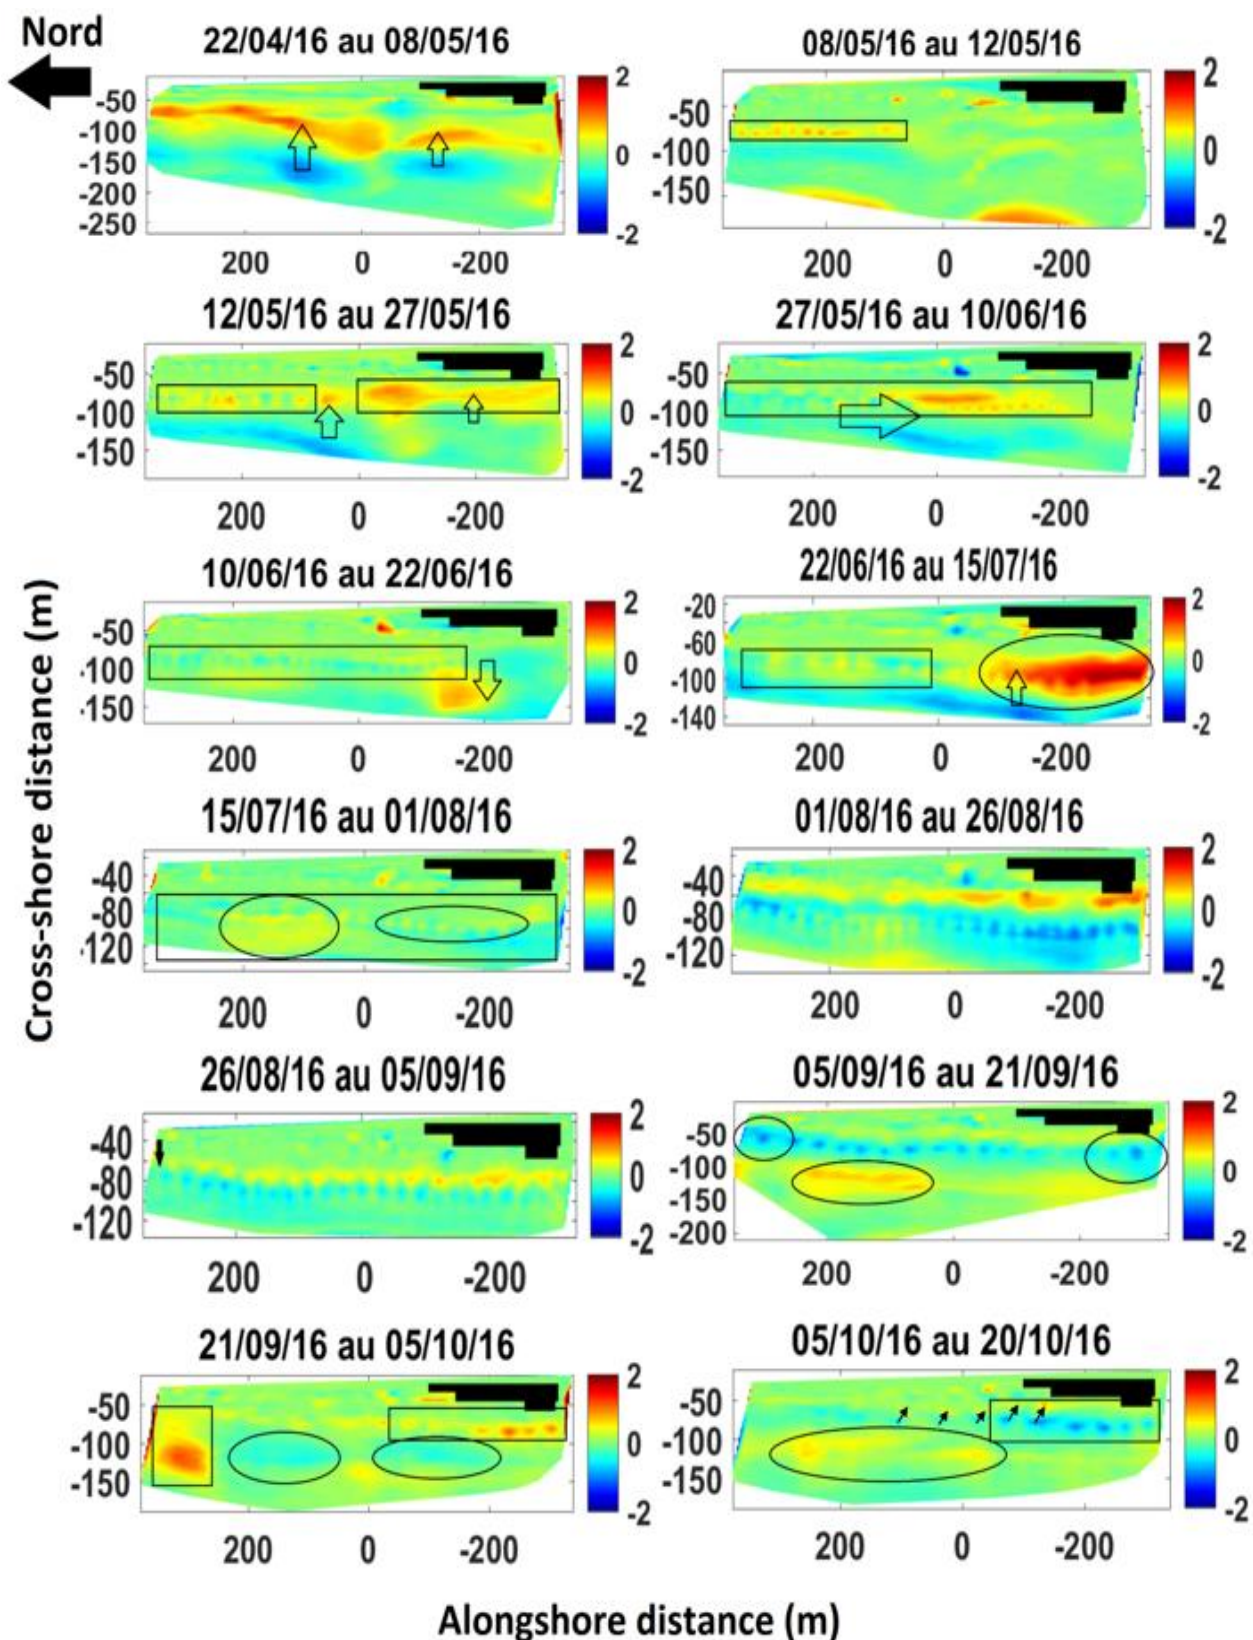 Nord
22/04/16 au 08/05/16
08/05/16 au 12/05/16
-50
-100
-150
-200
-250
200 0 -200
2
0
-2
-50
-100
-150
200 0 -200
2
0
-2
12/05/16 au 27/05/16
27/05/16 au 10/06/16
-50
-100
-150
200 0 -200
2
0
-2
-50
-100
-150
200 0 -200
2
0
-2
10/06/16 au 22/06/16
22/06/16 au 15/07/16
-50
-100
-150
200 0 -200
2
0
-2
-20
-60
-100
-140
200 0 -200
2
0
-2
15/07/16 au 01/08/16
01/08/16 au 26/08/16
-40
-80
-120
200 0 -200
2
0
-2
-40
-80
-120
200 0 -200
2
0
-2
26/08/16 au 05/09/16
05/09/16 au 21/09/16
-40
-80
-120
200 0 -200
2
0
-2
-50
-100
-150
-200
200 0 -200
2
0
-2
21/09/16 au 05/10/16
05/10/16 au 20/10/16
-50
-100
-150
200 0 -200
2
0
-2
-50
-100
-150
200 0 -200
2
0
-2
Cross-shore distance (m)
Alongshore distance (m)